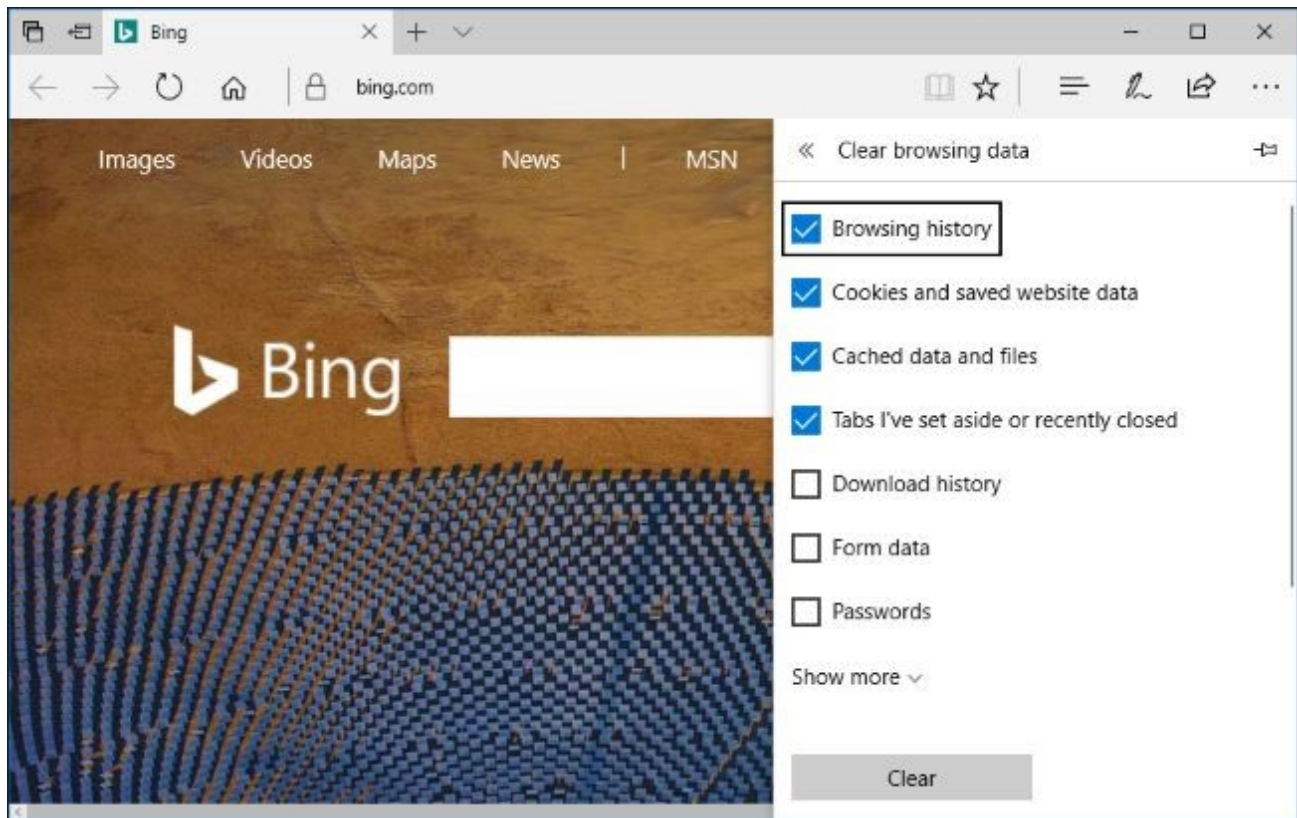 Bing
bing.com
Images Videos Maps News | MSN
Bing
Clear browsing data
Browsing history
Cookies and saved website data
Cached data and files
Tabs I've set aside or recently closed
Download history
Form data
Passwords
Show more
Clear